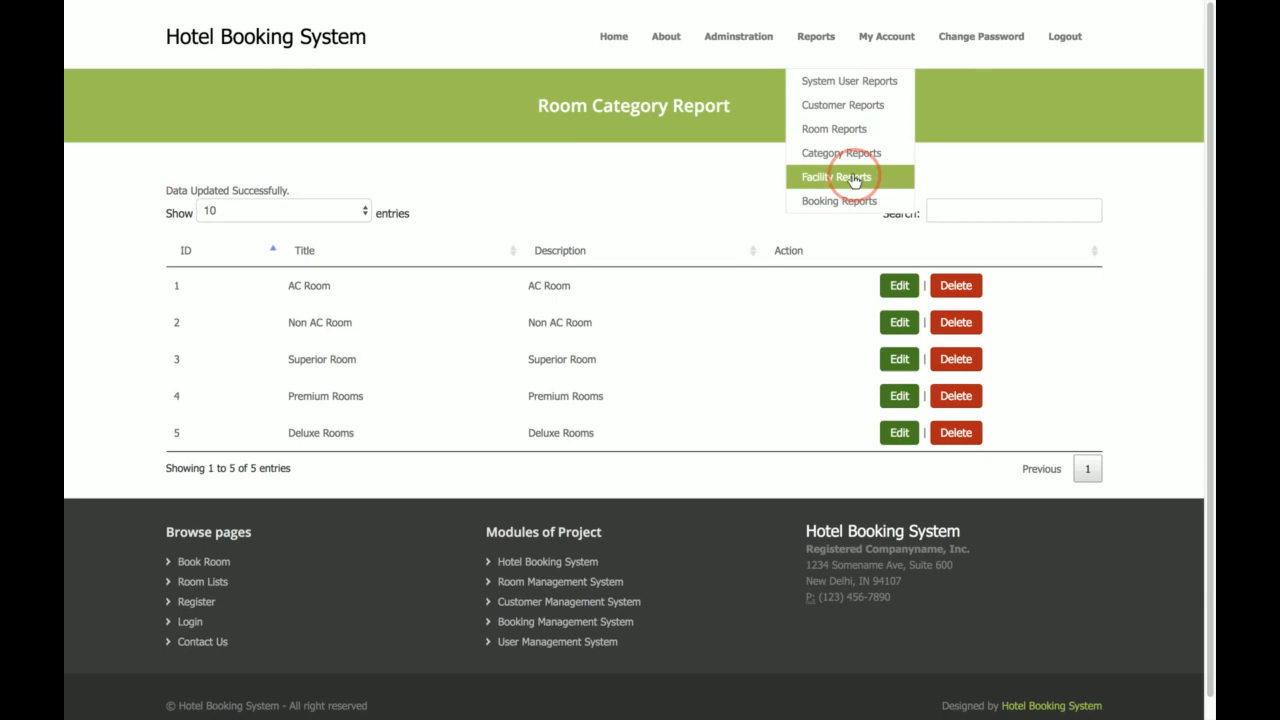 Hotel Booking System
Home About Adminstration Reports My Account Change Password Logout
System User Reports
Customer Reports
Room Reports
Category Reports
Facility Reports
Booking Reports
Room Category Report
Data Updated Successfully.
Show 10 entries
Search:
ID Title Description Action
1 AC Room AC Room Edit | Delete
2 Non AC Room Non AC Room Edit | Delete
3 Superior Room Superior Room Edit | Delete
4 Premium Rooms Premium Rooms Edit | Delete
5 Deluxe Rooms Deluxe Rooms Edit | Delete
Showing 1 to 5 of 5 entries
Previous 1
Browse pages
Book Room
Room Lists
Register
Login
Contact Us
Modules of Project
Hotel Booking System
Room Management System
Customer Management System
Booking Management System
User Management System
Hotel Booking System
Registered Companyname, Inc.
1234 Somename Ave, Suite 600
New Delhi, IN 94107
P: (123) 456-7890
© Hotel Booking System - All right reserved
Designed by Hotel Booking System